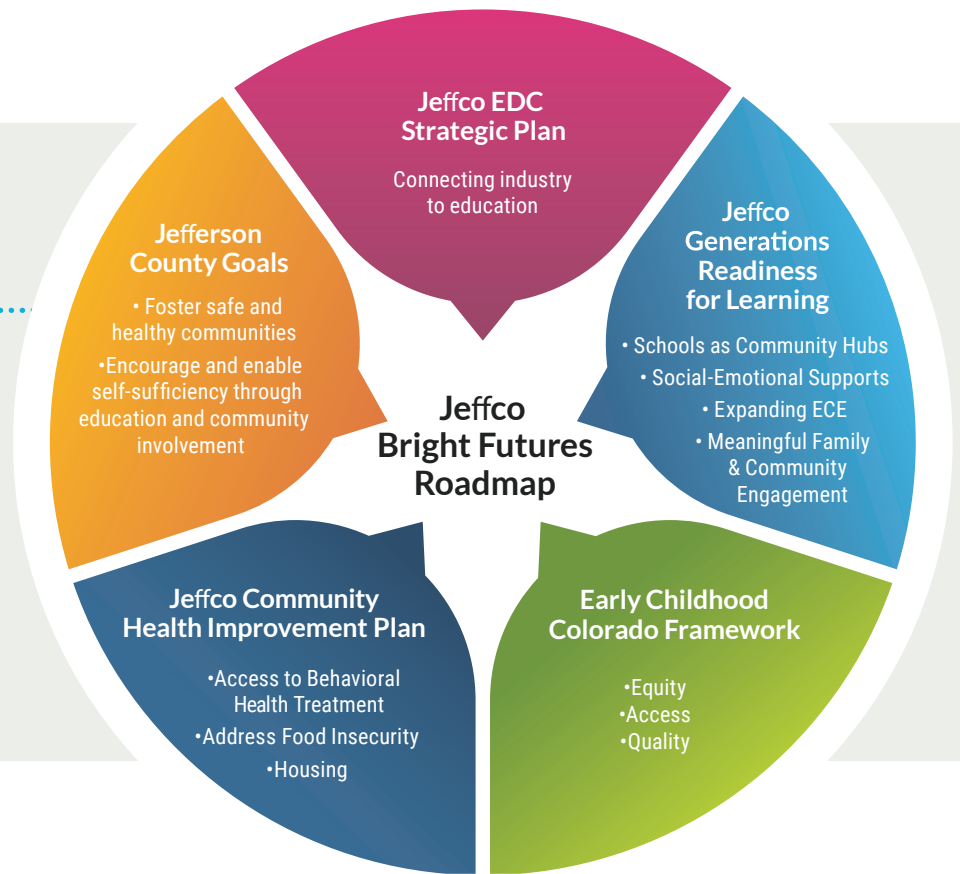 Jeffco EDC
Strategic Plan
Connecting industry
to education
Jeffco
Generations
Readiness
for Learning
• Schools as Community Hubs
• Social-Emotional Supports
• Expanding ECE
• Meaningful Family
& Community
Engagement
Early Childhood
Colorado Framework
•Equity
•Access
•Quality
Jeffco Community
Health Improvement Plan
•Access to Behavioral
Health Treatment
•Address Food Insecurity
•Housing
Jefferson
County Goals
• Foster safe and
healthy communities
•Encourage and enable
self-sufficiency through
education and community
involvement
Jeffco
Bright Futures
Roadmap